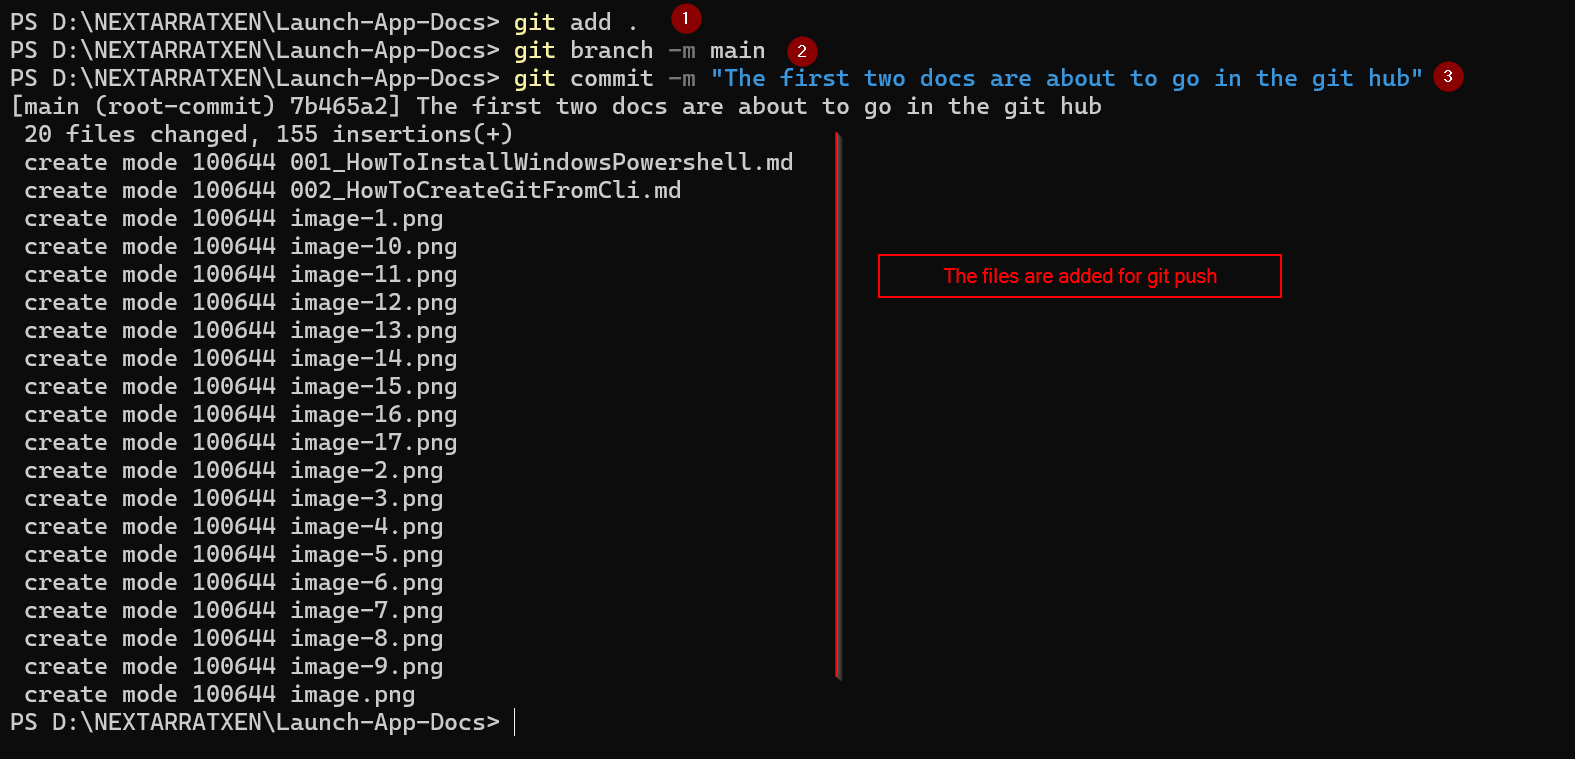 PS D:\NEXTARRATXEN\Launch-App-Docs> git add . 1
PS D:\NEXTARRATXEN\Launch-App-Docs> git branch -m main 2
PS D:\NEXTARRATXEN\Launch-App-Docs> git commit -m "The first two docs are about to go in the git hub" 3
[main (root-commit) 7b465a2] The first two docs are about to go in the git hub
 20 files changed, 155 insertions(+)
 create mode 100644 001_HowToInstallWindowsPowershell.md
 create mode 100644 002_HowToCreateGitFromCli.md
 create mode 100644 image-1.png
 create mode 100644 image-10.png
 create mode 100644 image-11.png
The files are added for git push
 create mode 100644 image-12.png
 create mode 100644 image-13.png
 create mode 100644 image-14.png
 create mode 100644 image-15.png
 create mode 100644 image-16.png
 create mode 100644 image-17.png
 create mode 100644 image-2.png
 create mode 100644 image-3.png
 create mode 100644 image-4.png
 create mode 100644 image-5.png
 create mode 100644 image-6.png
 create mode 100644 image-7.png
 create mode 100644 image-8.png
 create mode 100644 image-9.png
 create mode 100644 image.png
PS D:\NEXTARRATXEN\Launch-App-Docs>